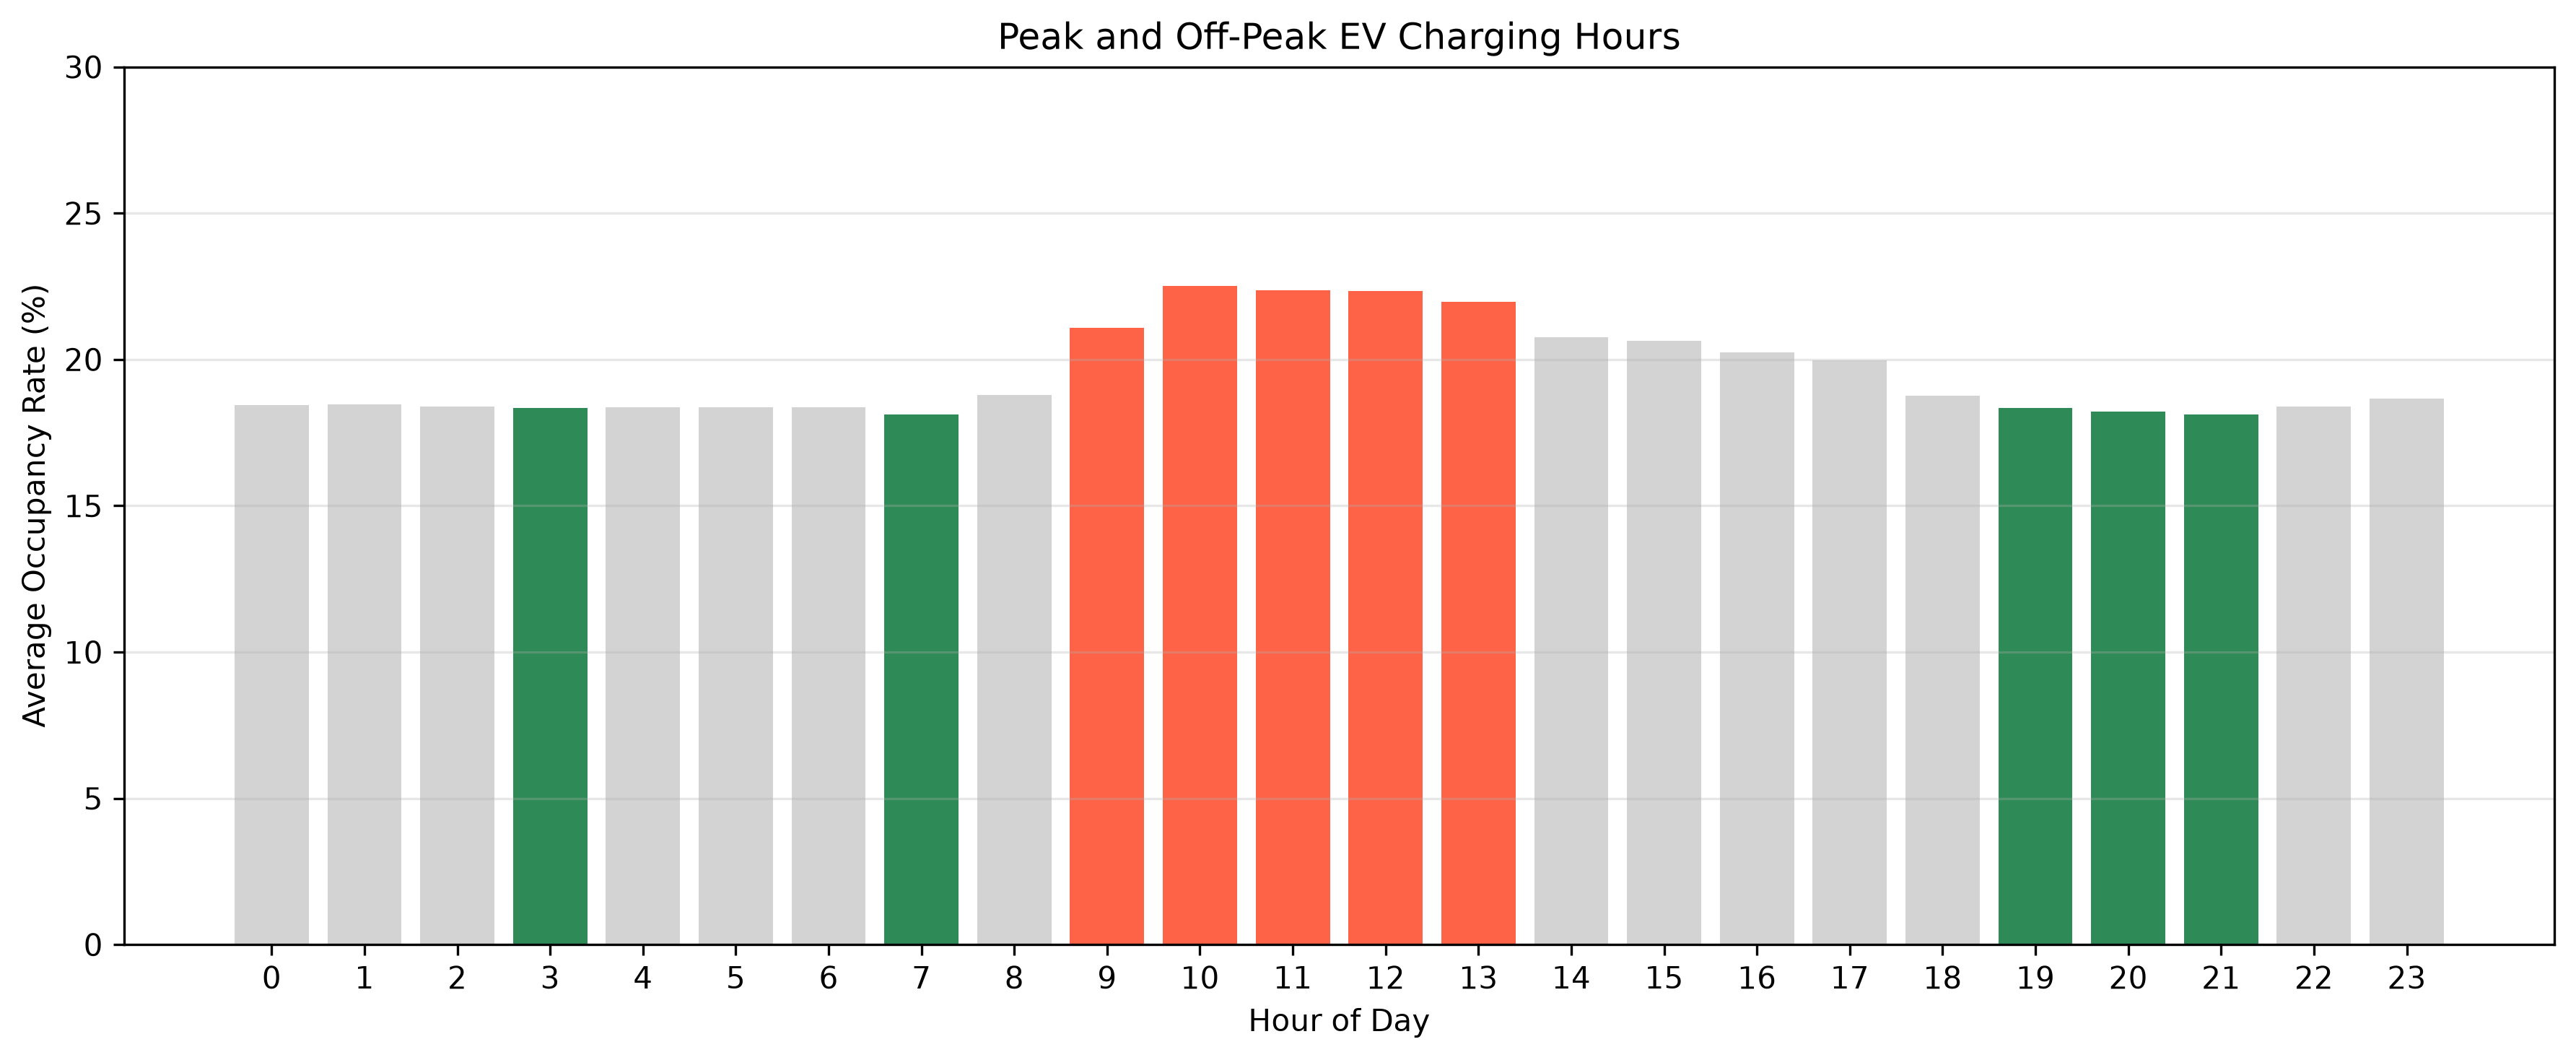 Peak and Off-Peak EV Charging Hours
Average Occupancy Rate (%)
30
25
20
15
10
5
0
0 1 2 3 4 5 6 7 8 9 10 11 12 13 14 15 16 17 18 19 20 21 22 23
Hour of Day